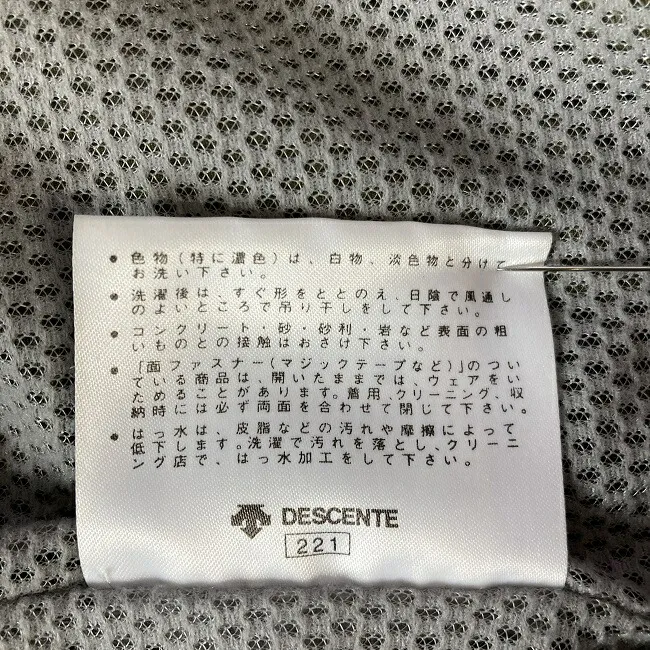 ● 色物(特に濃色)は、白物、淡色物と分けて
お洗い下さい。
● 洗濯後は、すぐ形をととのえ、日陰で風通し
のよいところで吊り干しをして下さい。
● コンクリート・砂・砂利・岩など表面の粗
いものとの接触はおさけ下さい。
● 「面ファスナー(マジックテープなど)」のつい
ている商品は、開いたままでは、ウェアをい
ためることがあります。着用、クリーニング、収
納時には必ず両面を合わせて閉じて下さい。
● はっ水は、皮脂などの汚れや摩擦によって
低下します。洗濯で汚れを落とし、クリーニ
ング店で、はっ水加工をして下さい。
DESCENTE
221